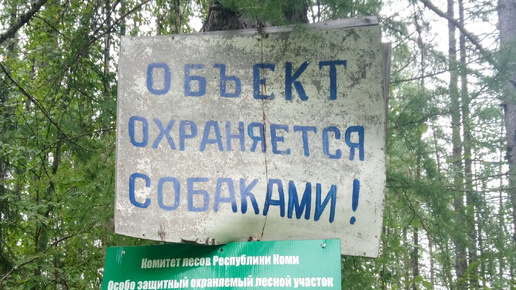 ОБЪЕКТ
ОХРАНЯЕТСЯ
СОБАКАМИ!
Комитет лесов Республики Коми
Особо защитный охраняемый лесной участок